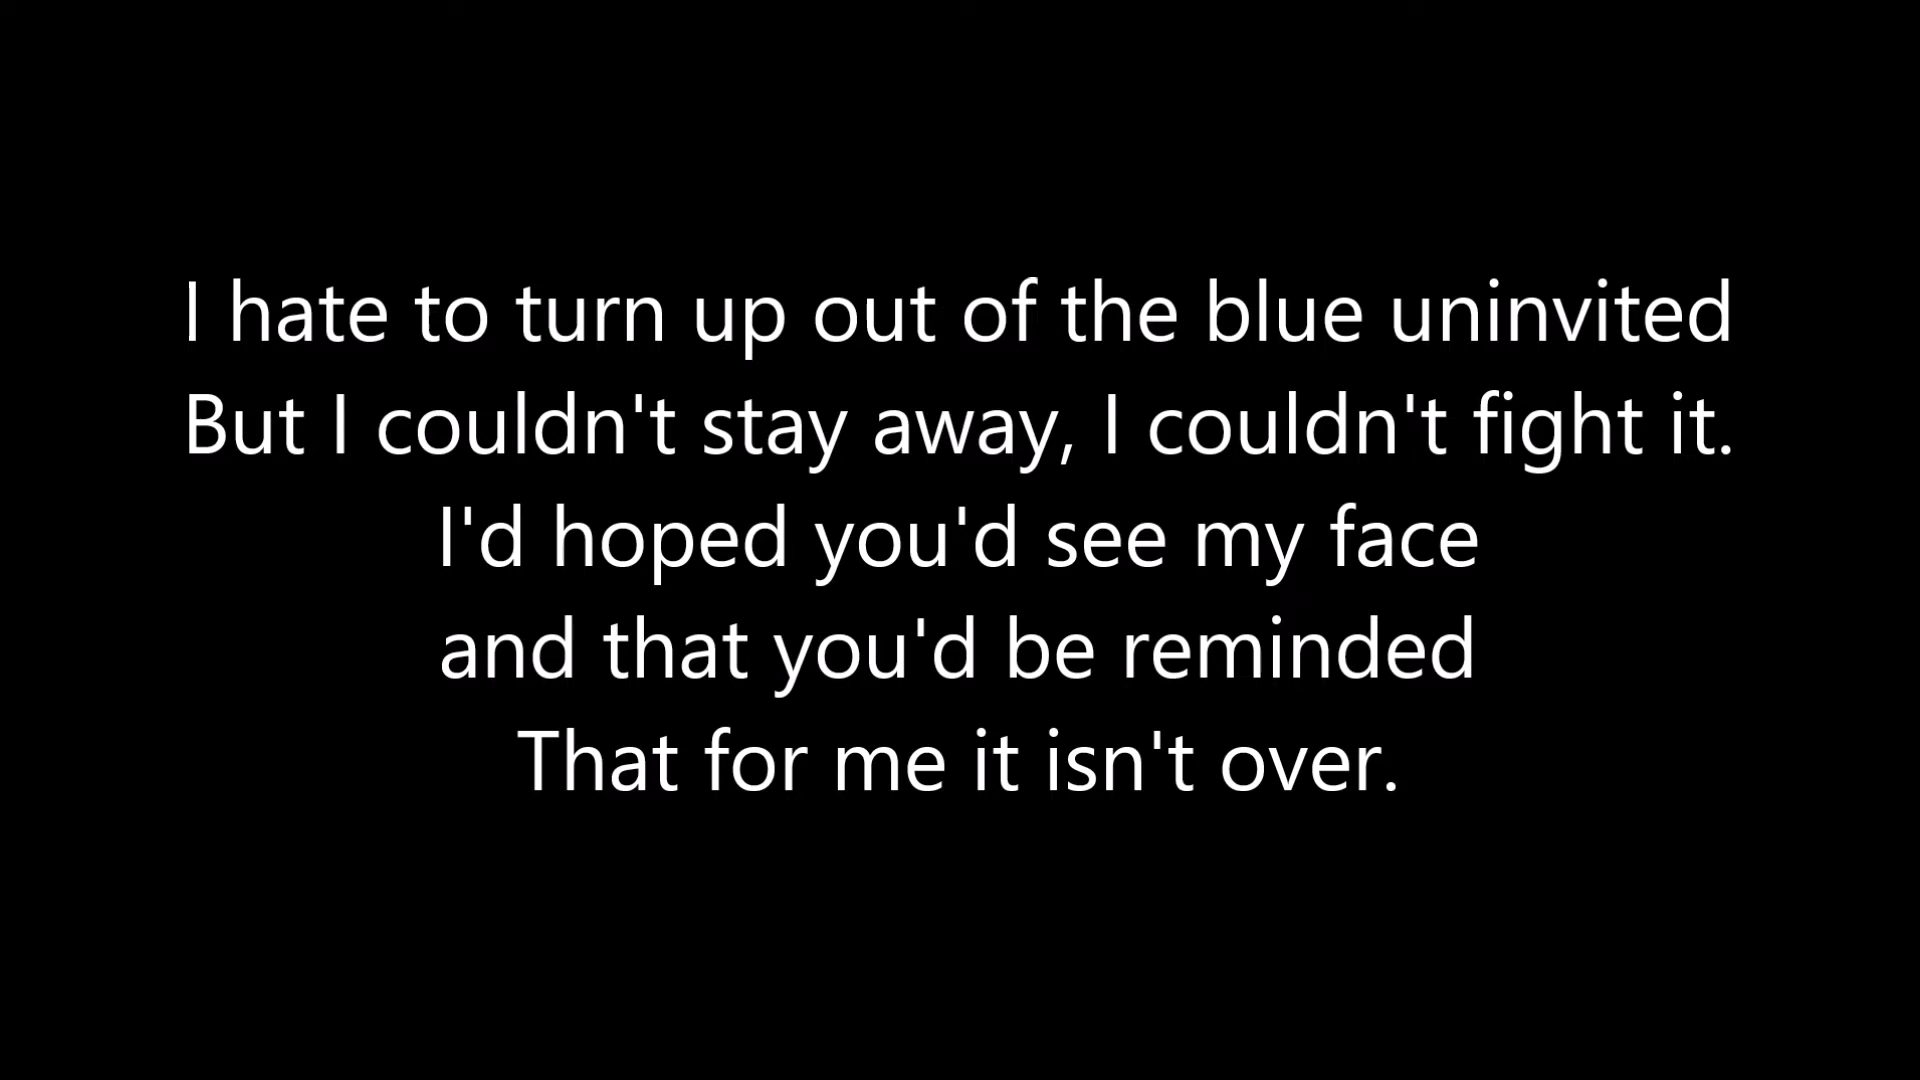 I hate to turn up out of the blue uninvited
But I couldn't stay away, I couldn't fight it.
I'd hoped you'd see my face
and that you'd be reminded
That for me it isn't over.